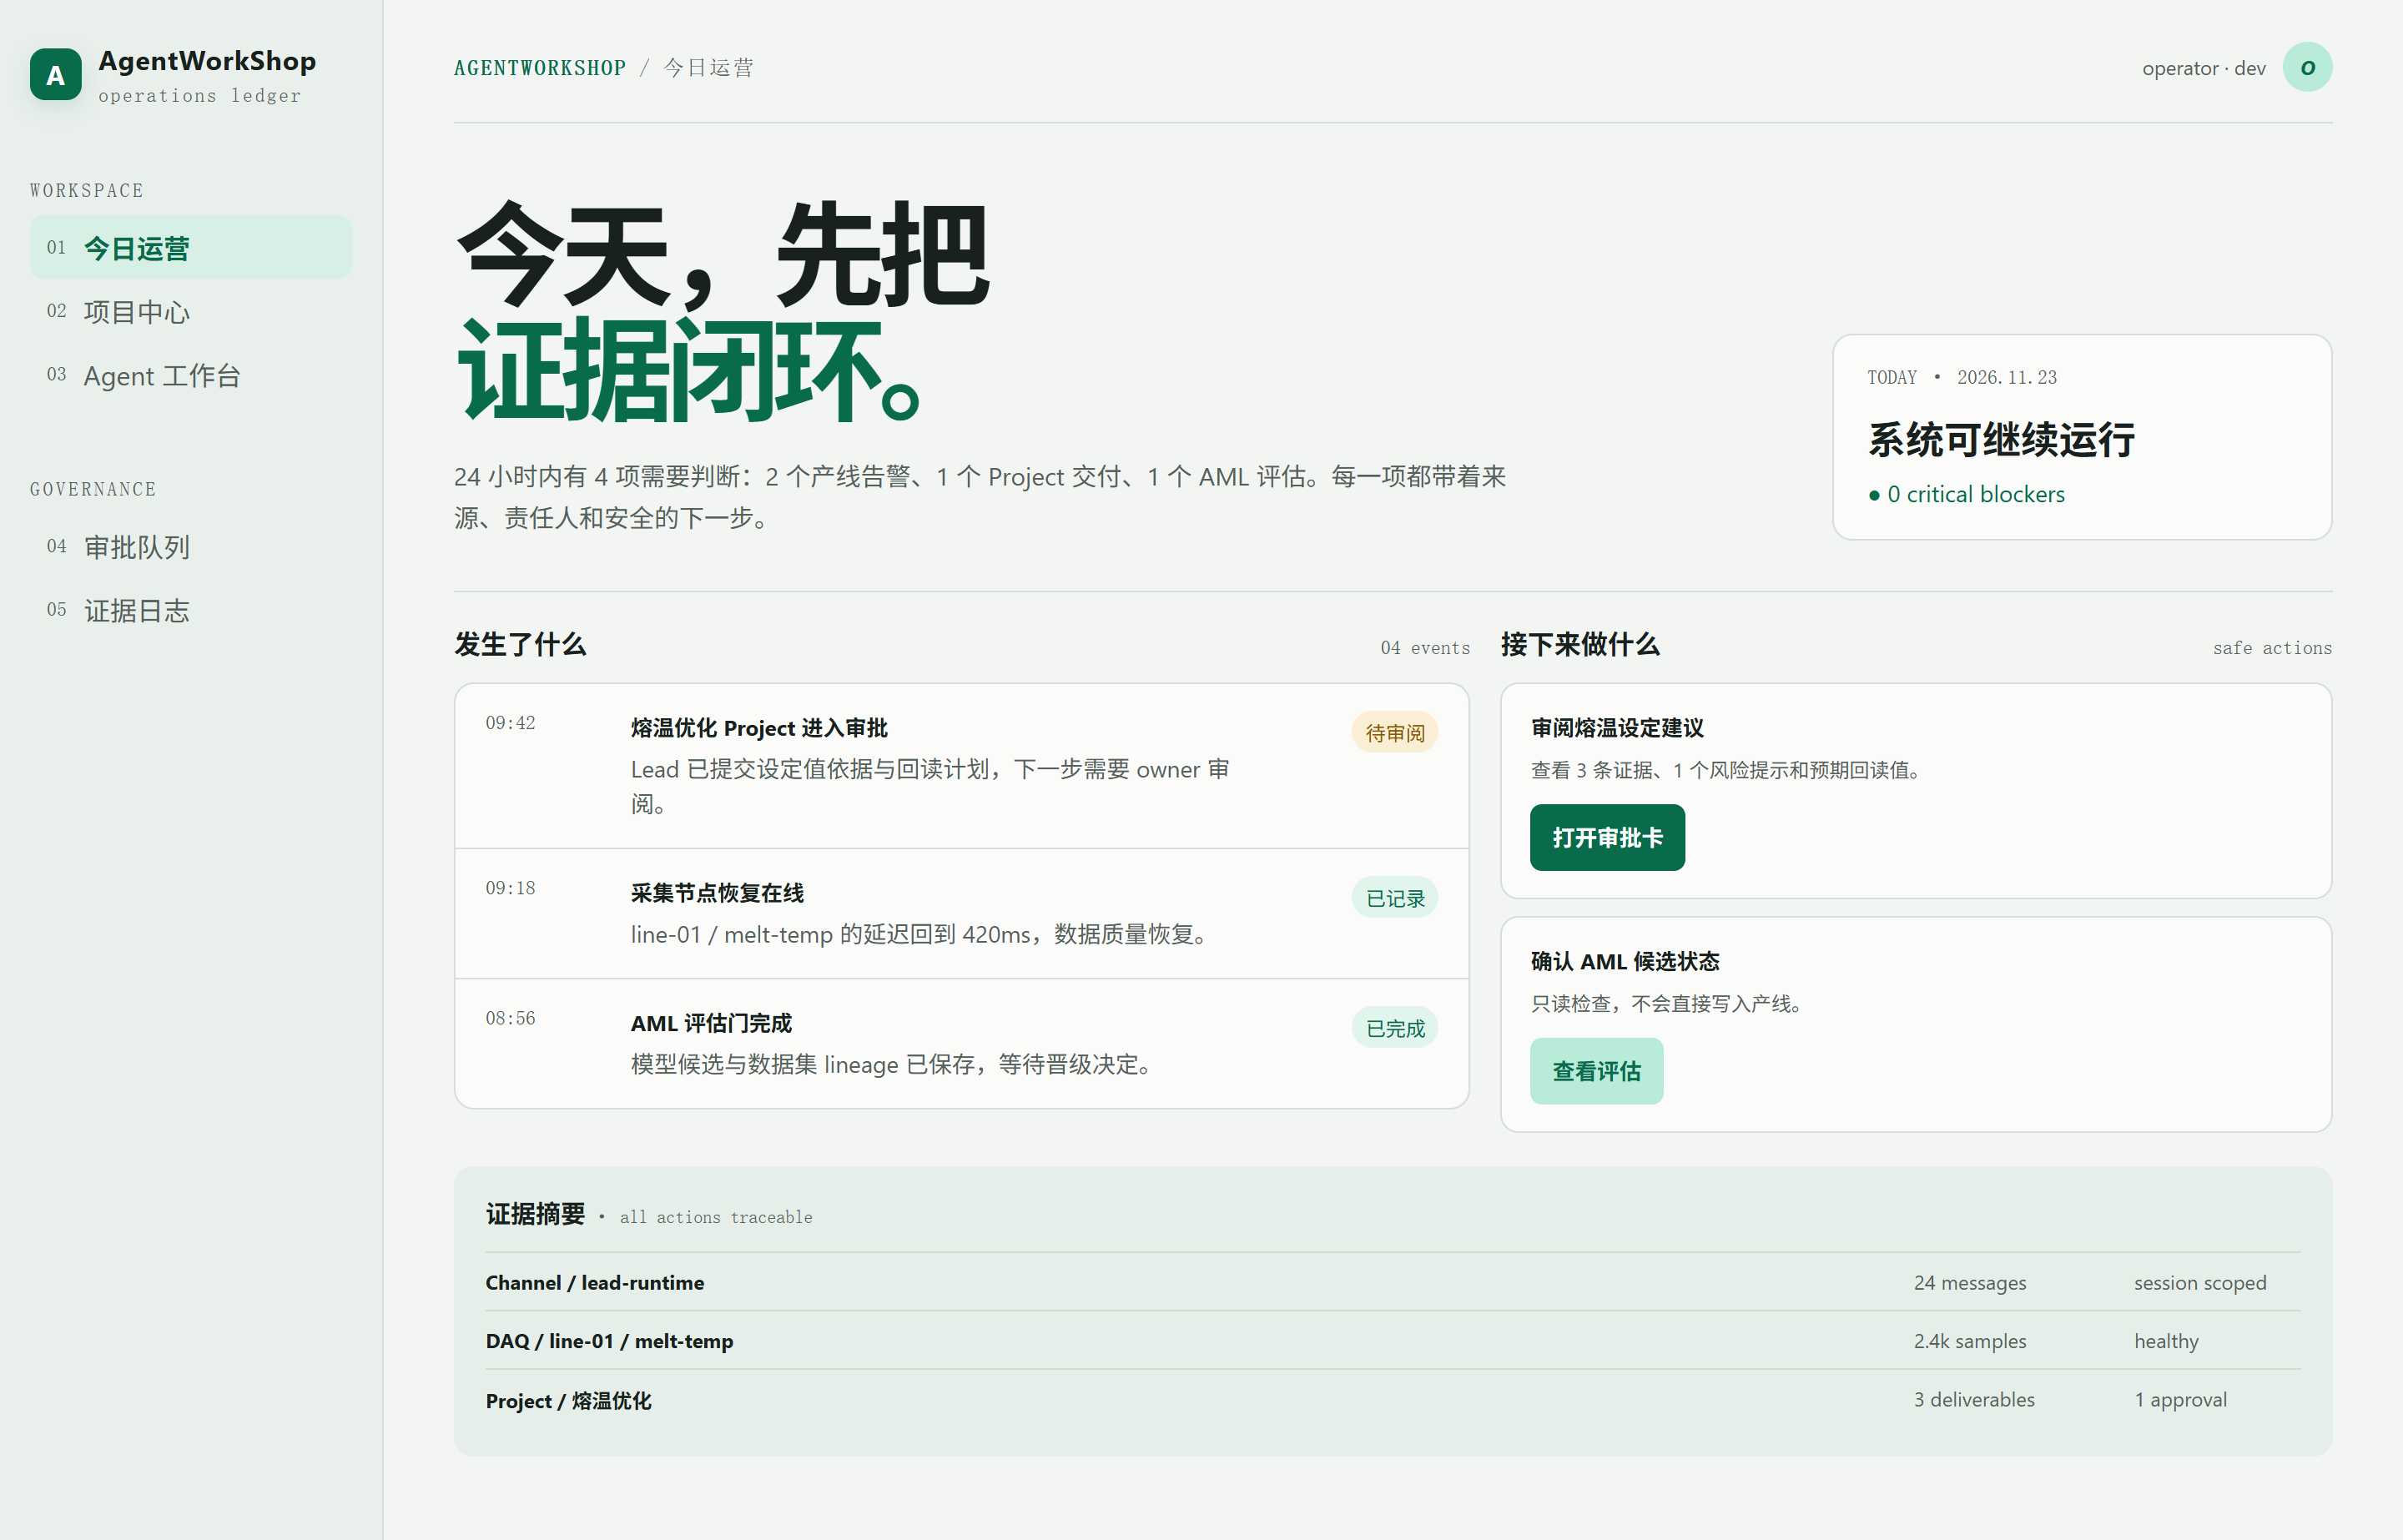 A
AgentWorkShop
operations ledger
WORKSPACE
01 今日运营
02 项目中心
03 Agent 工作台
GOVERNANCE
04 审批队列
05 证据日志
AGENTWORKSHOP / 今日运营
operator · dev O
今天，先把
证据闭环。
24 小时内有 4 项需要判断：2 个产线告警、1 个 Project 交付、1 个 AML 评估。每一项都带着来
源、责任人和安全的下一步。
TODAY • 2026.11.23
系统可继续运行
● 0 critical blockers
发生了什么 04 events
09:42 熔温优化 Project 进入审批 待审阅
Lead 已提交设定值依据与回读计划，下一步需要 owner 审
阅。
09:18 采集节点恢复在线 已记录
line-01 / melt-temp 的延迟回到 420ms，数据质量恢复。
08:56 AML 评估门完成 已完成
模型候选与数据集 lineage 已保存，等待晋级决定。
接下来做什么 safe actions
审阅熔温设定建议
查看 3 条证据、1 个风险提示和预期回读值。
打开审批卡
确认 AML 候选状态
只读检查，不会直接写入产线。
查看评估
证据摘要 • all actions traceable
Channel / lead-runtime 24 messages session scoped
DAQ / line-01 / melt-temp 2.4k samples healthy
Project / 熔温优化 3 deliverables 1 approval